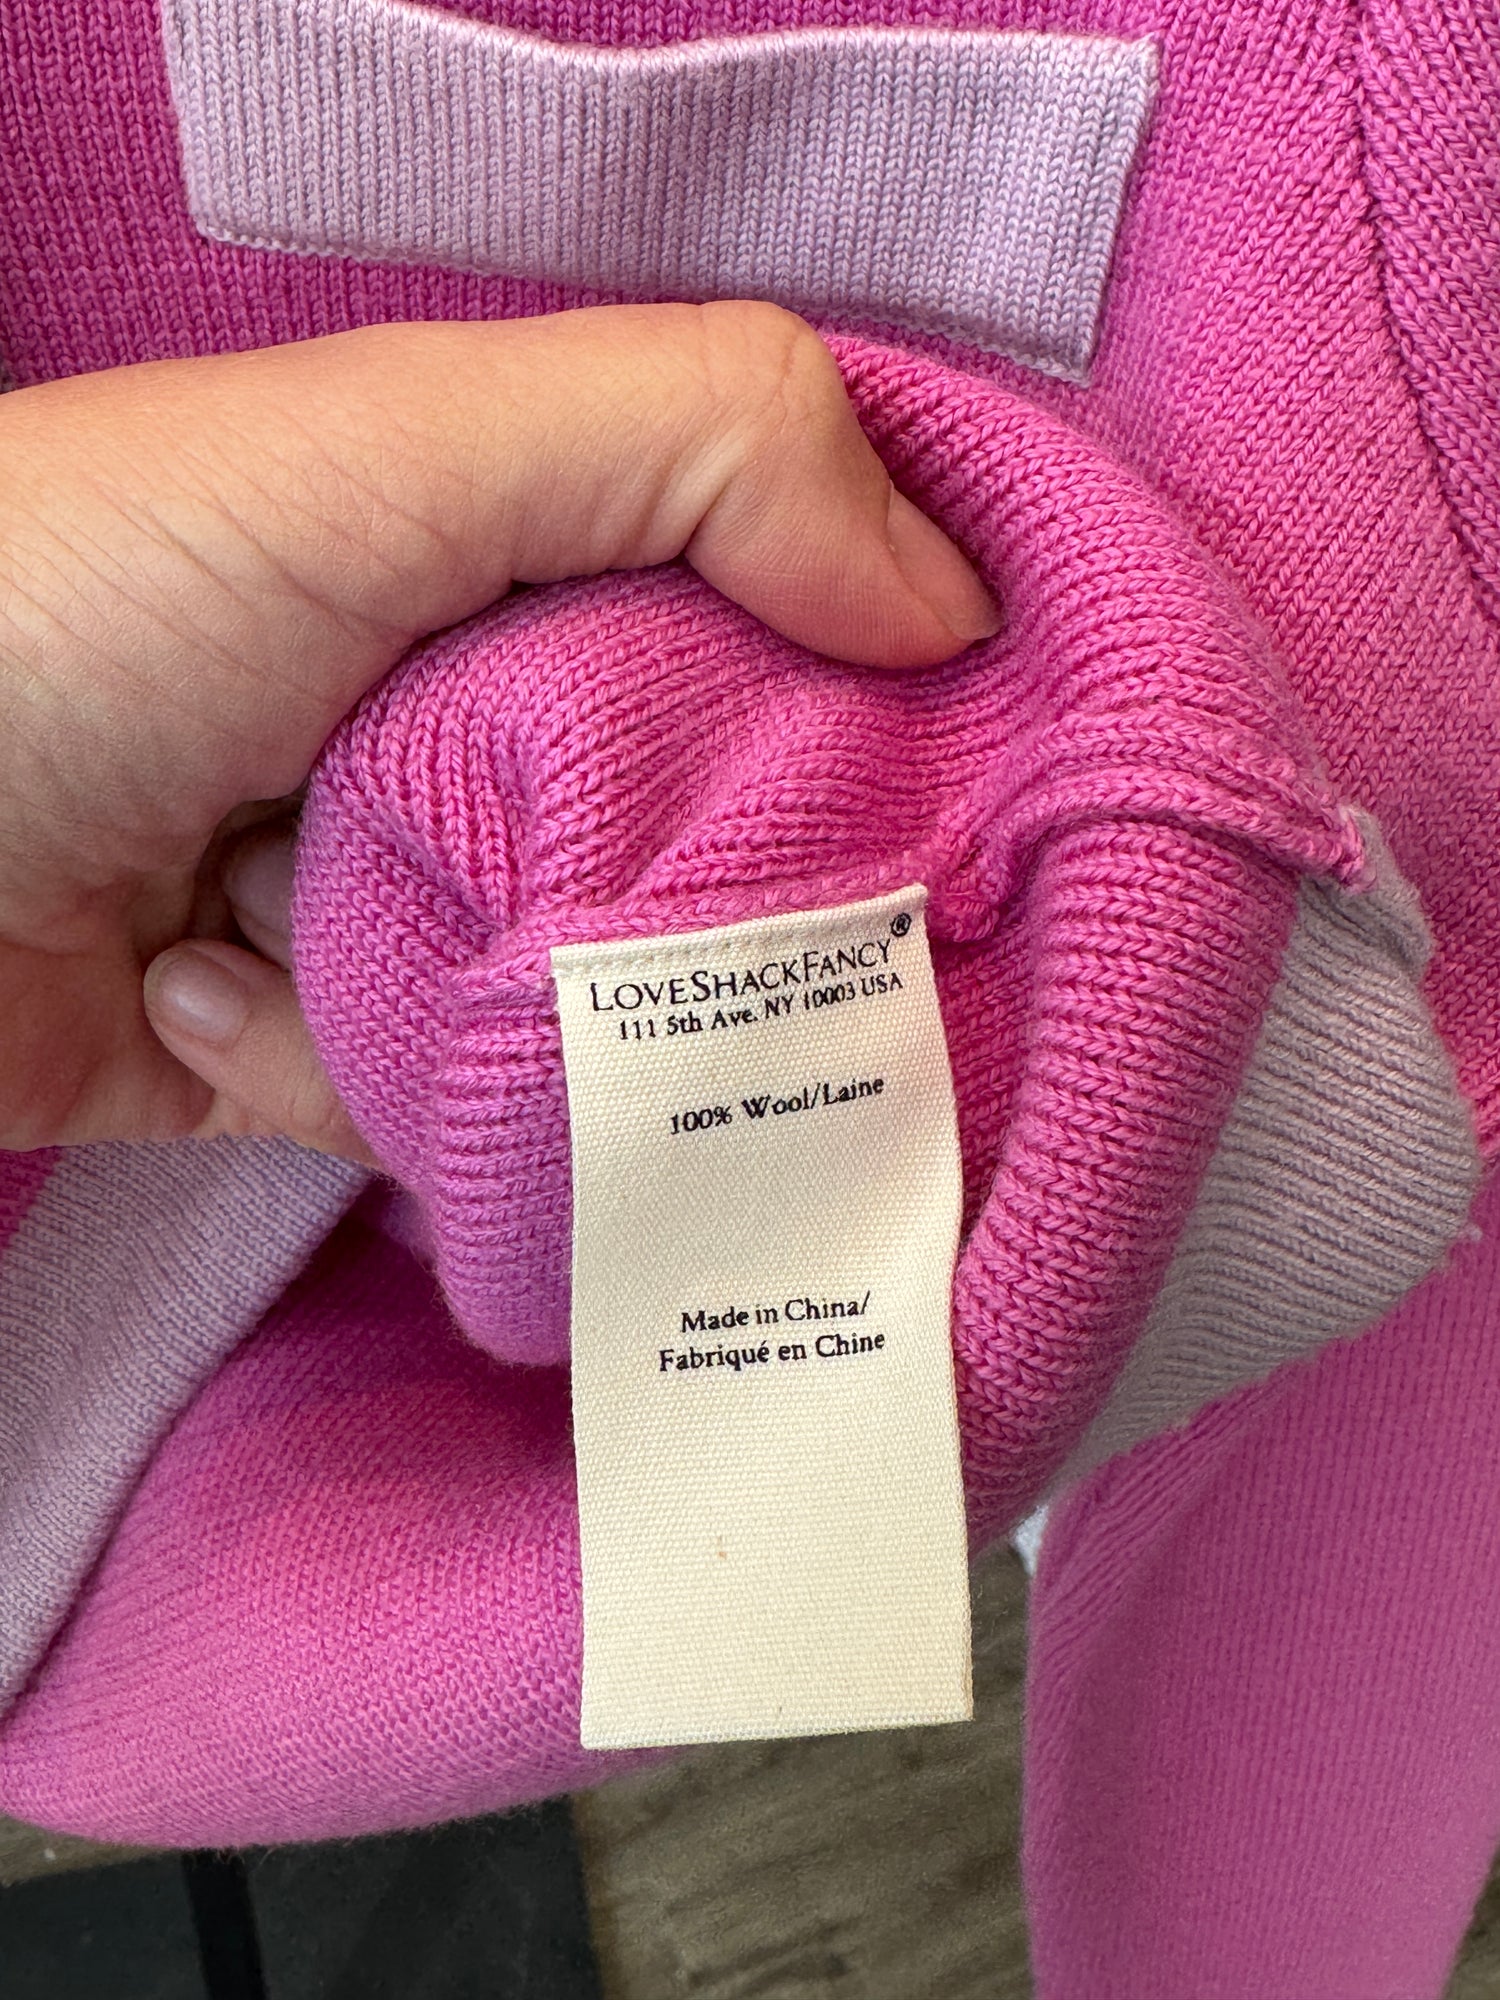 LOVESHACKFANCY®
111 5th Ave. NY 10003 USA
100% Wool/Laine
Made in China/
Fabriqué en Chine